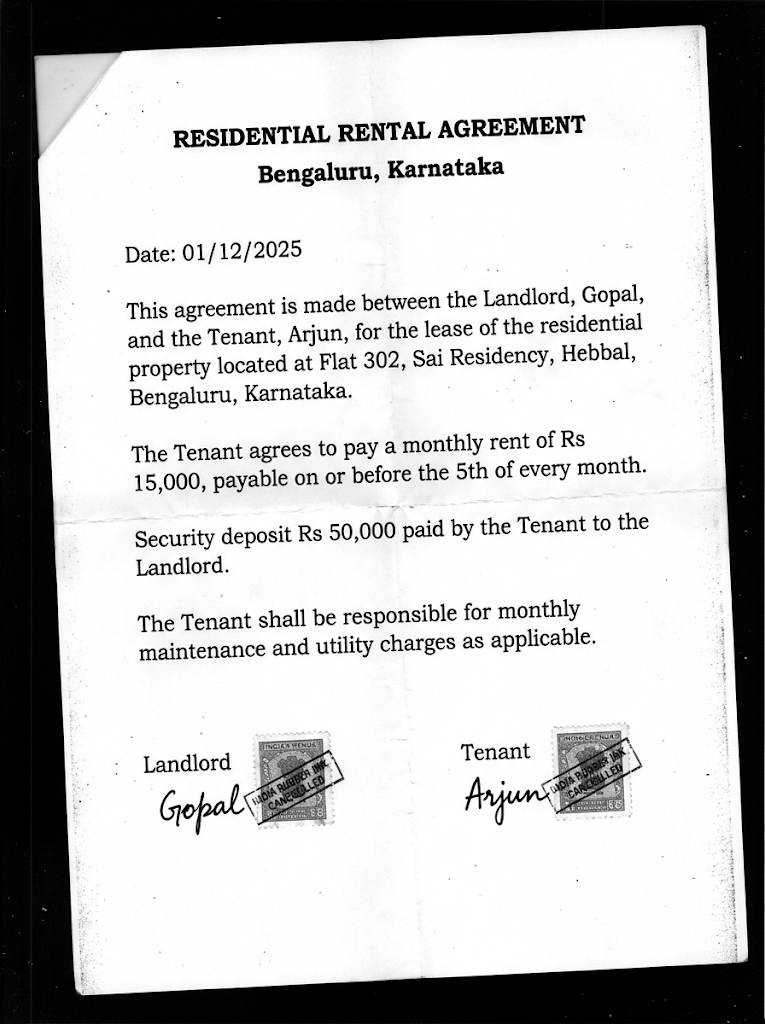 RESIDENTIAL RENTAL AGREEMENT
Bengaluru, Karnataka
Date: 01/12/2025
This agreement is made between the Landlord, Gopal,
and the Tenant, Arjun, for the lease of the residential
property located at Flat 302, Sai Residency, Hebbal,
Bengaluru, Karnataka.
The Tenant agrees to pay a monthly rent of Rs
15,000, payable on or before the 5th of every month.
Security deposit Rs 50,000 paid by the Tenant to the
Landlord.
The Tenant shall be responsible for monthly
maintenance and utility charges as applicable.
Landlord
Gopal
Tenant
Arjun